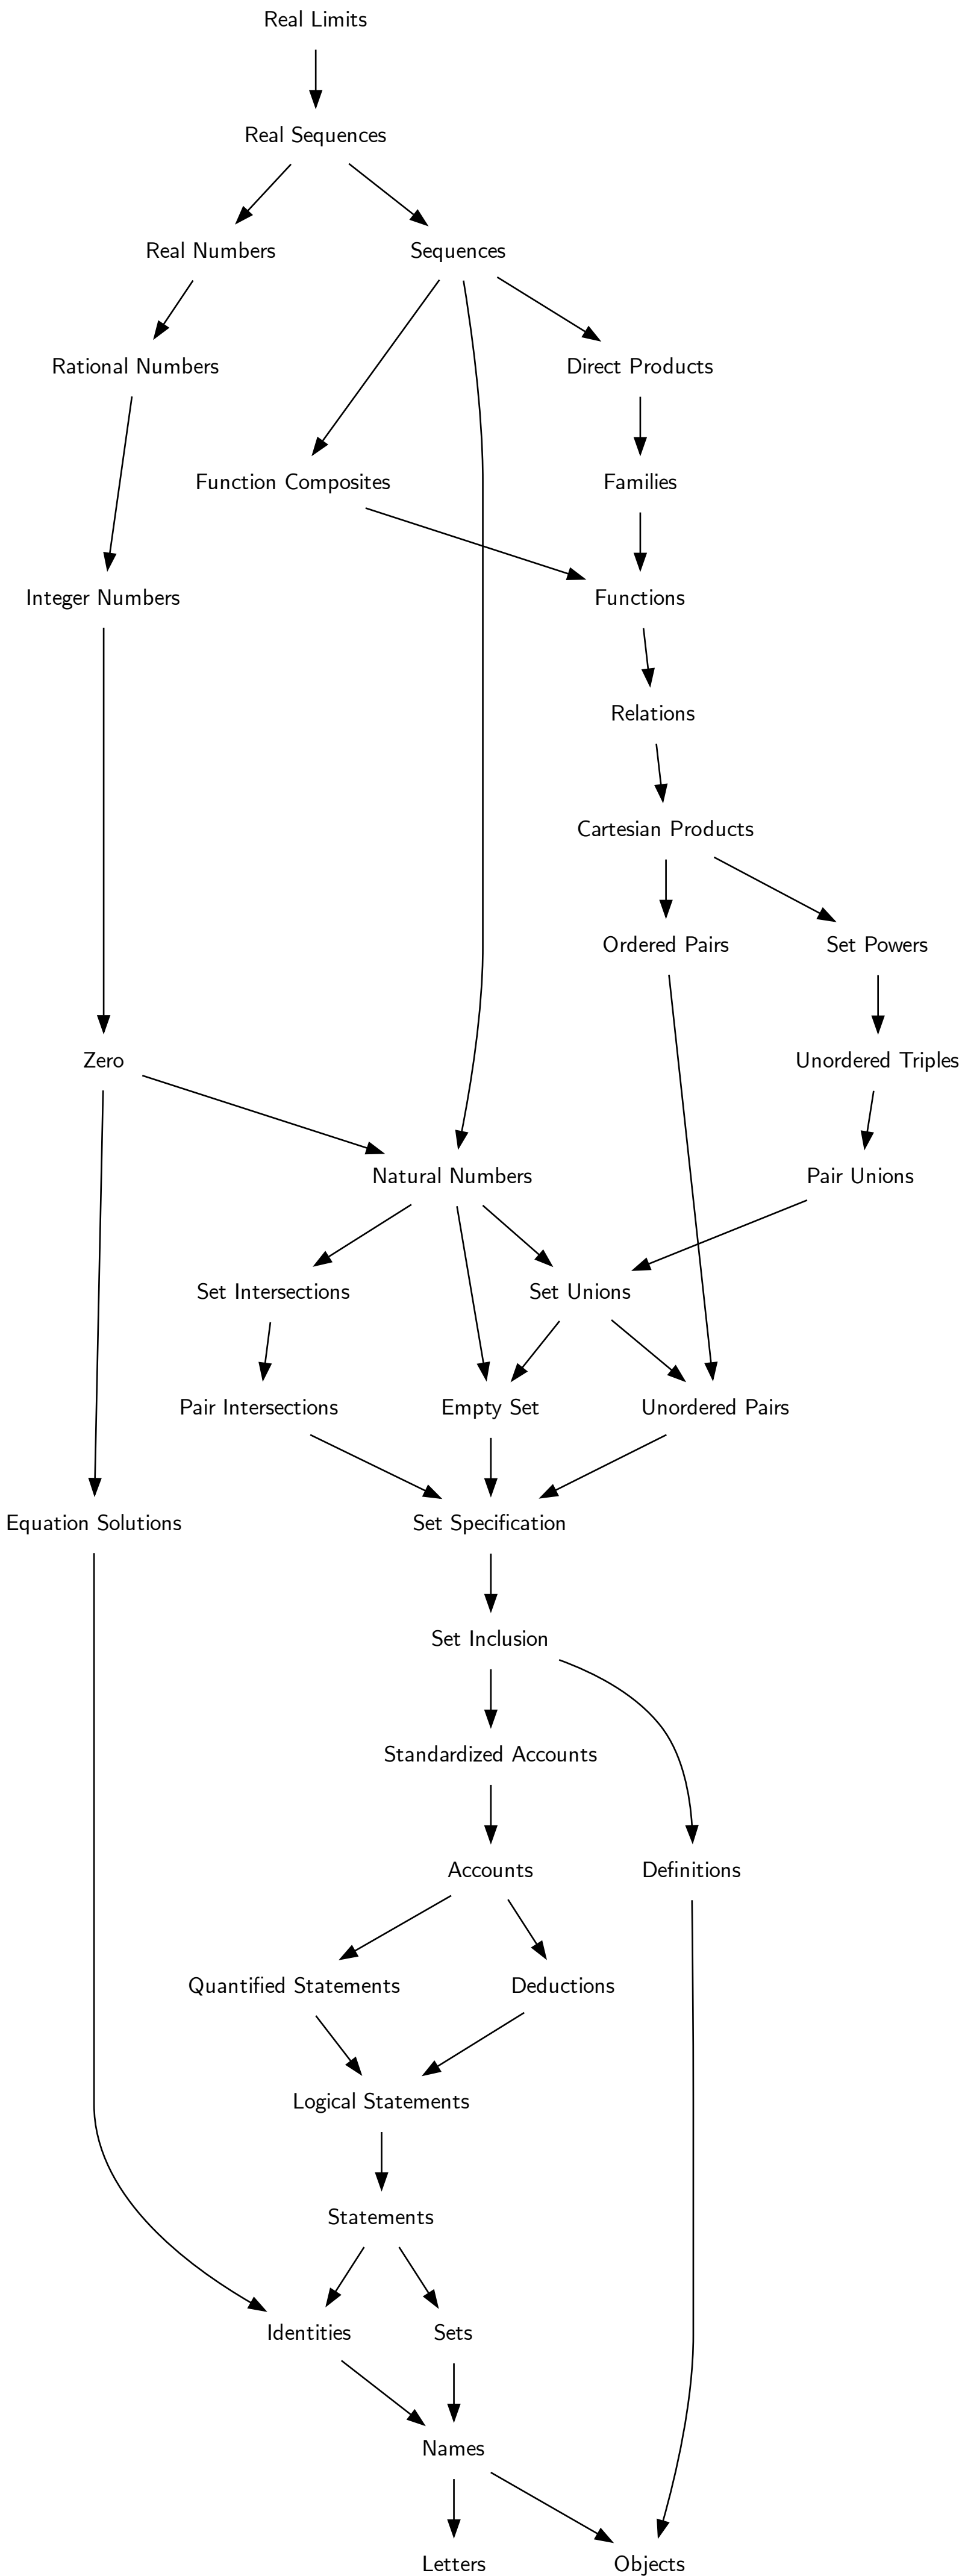 Real Limits
Real Sequences
Real Numbers
Sequences
Rational Numbers
Direct Products
Function Composites
Families
Integer Numbers
Functions
Relations
Cartesian Products
Ordered Pairs
Set Powers
Zero
Unordered Triples
Natural Numbers
Pair Unions
Set Intersections
Set Unions
Pair Intersections
Empty Set
Unordered Pairs
Equation Solutions
Set Specification
Set Inclusion
Standardized Accounts
Accounts
Definitions
Quantified Statements
Deductions
Logical Statements
Statements
Identities
Sets
Names
Letters
Objects